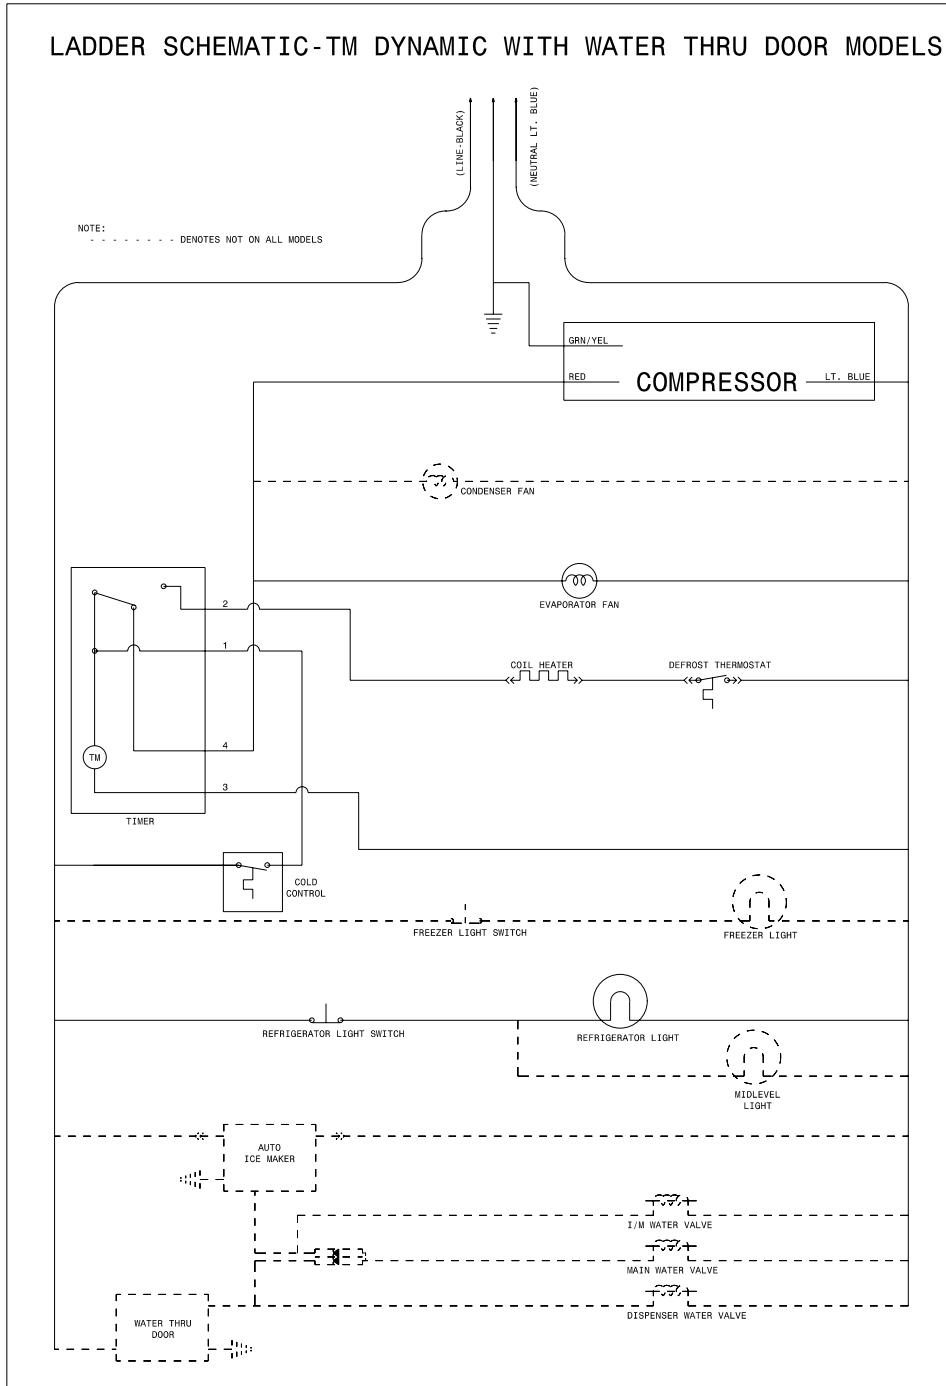 LADDER SCHEMATIC-TM DYNAMIC WITH WATER THRU DOOR MODELS
(LINE-BLACK)
(NEUTRAL LT. BLUE)
NOTE:
- - - - - - - - DENOTES NOT ON ALL MODELS
GRN/YEL
RED
COMPRESSOR
LT. BLUE
CONDENSER FAN
EVAPORATOR FAN
2
1
COIL HEATER
DEFROST THERMOSTAT
4
TM
3
TIMER
COLD
CONTROL
FREEZER LIGHT SWITCH
FREEZER LIGHT
REFRIGERATOR LIGHT SWITCH
REFRIGERATOR LIGHT
MIDLEVEL
LIGHT
AUTO
ICE MAKER
I/M WATER VALVE
MAIN WATER VALVE
DISPENSER WATER VALVE
WATER THRU
DOOR